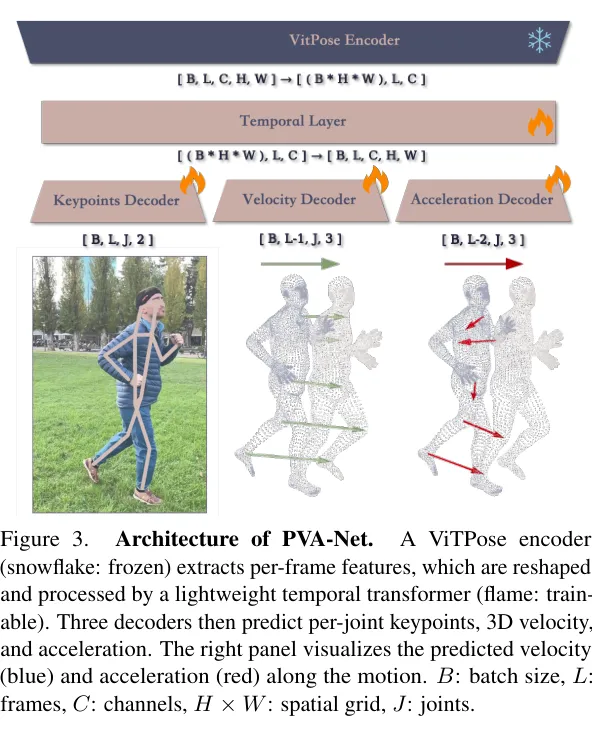 VitPose Encoder
[ B, L, C, H, W ] → [ ( B * H * W ), L, C ]
Temporal Layer
[ ( B * H * W ), L, C ] → [ B, L, C, H, W ]
Keypoints Decoder
Velocity Decoder
Acceleration Decoder
[ B, L, J, 2 ]
[ B, L-1, J, 3 ]
[ B, L-2, J, 3 ]
Figure 3. Architecture of PVA-Net. A ViTPose encoder
(snowflake: frozen) extracts per-frame features, which are reshaped
and processed by a lightweight temporal transformer (flame: train-
able). Three decoders then predict per-joint keypoints, 3D velocity,
and acceleration. The right panel visualizes the predicted velocity
(blue) and acceleration (red) along the motion. B: batch size, L:
frames, C: channels, H × W: spatial grid, J: joints.